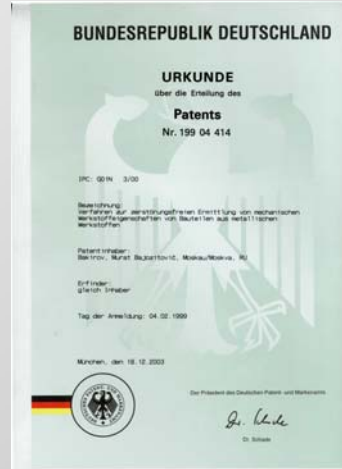 BUNDESREPUBLIK DEUTSCHLAND
URKUNDE
über die Erteilung des
Patents
Nr. 199 04 414
IPC: G01N 3/00
Bezeichnung:
Verfahren zur zerstörungsfreien Ermittlung von mechanischen
Werkstoffeigenschaften von Bauteilen aus metallischen
Werkstoffen
Patentinhaber:
Bakirov, Murat Bajazitovič, Moskau/Moskva, RU
Erfinder:
gleich Inhaber
Tag der Anmeldung: 04.02.1999
München, den 18.12.2003
Der Präsident des Deutschen Patent- und Markenamts
Dr. Schade